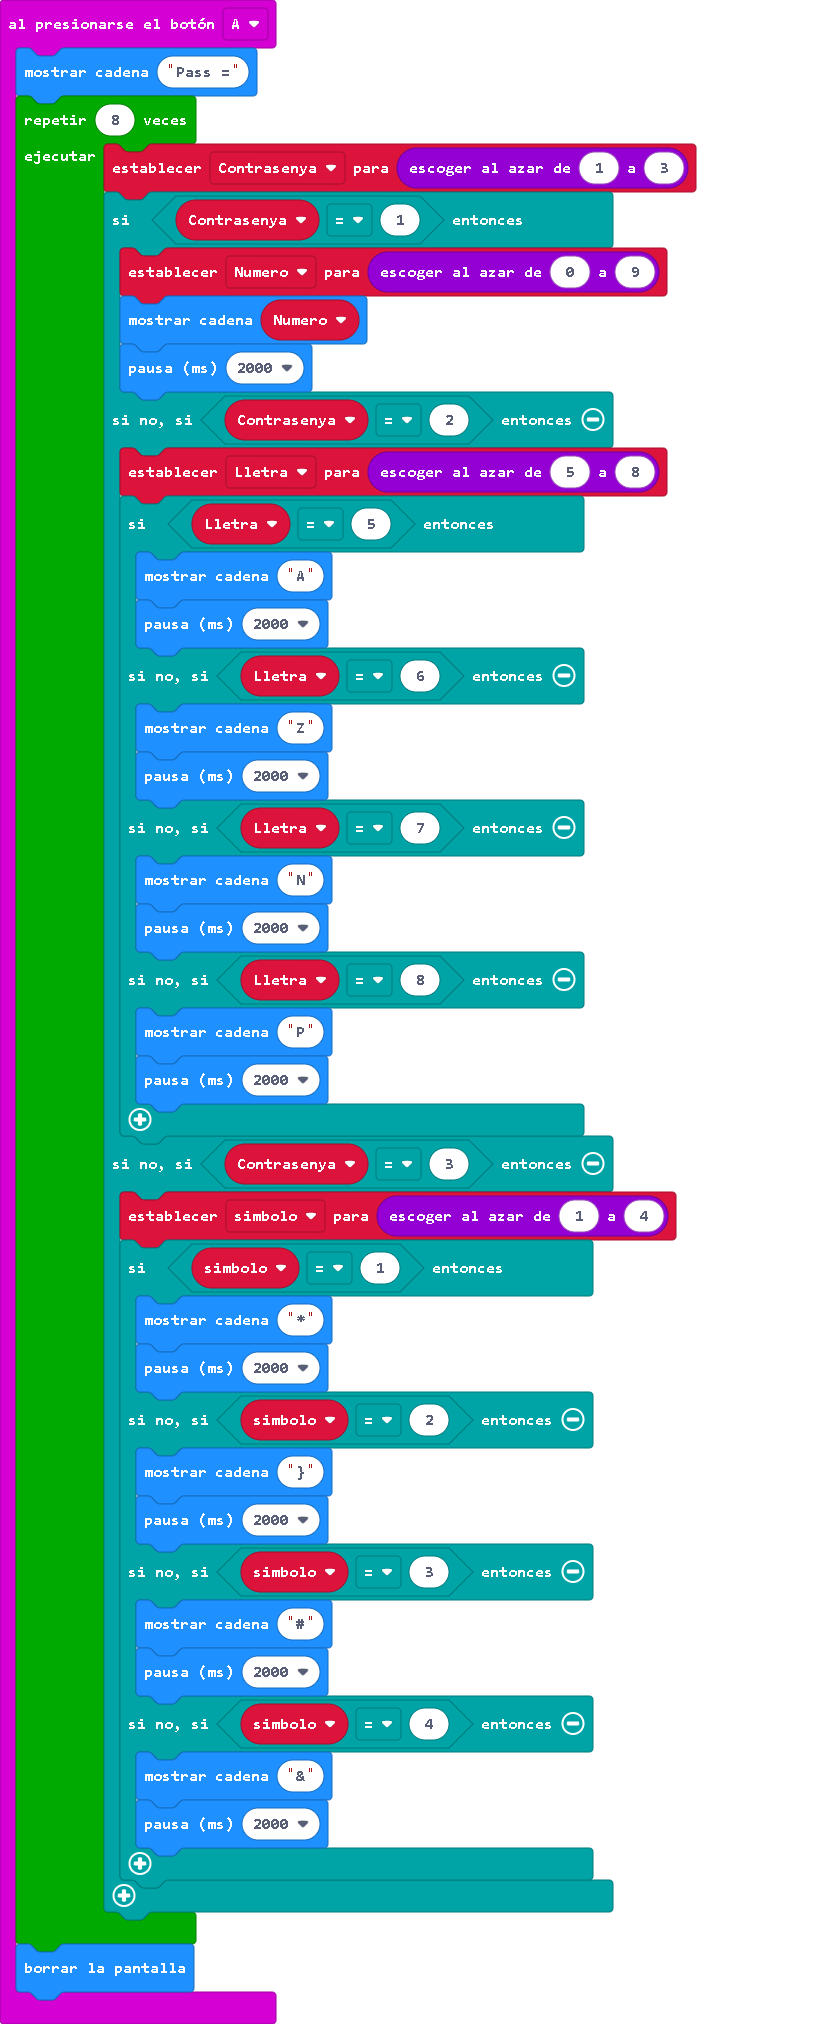 al presionarse el botón A
mostrar cadena "Pass ="
repetir 8 veces
ejecutar
establecer Contrasenya para escoger al azar de 1 a 3
si Contrasenya = 1 entonces
establecer Numero para escoger al azar de 0 a 9
mostrar cadena Numero
pausa (ms) 2000
si no, si Contrasenya = 2 entonces
establecer Lletra para escoger al azar de 5 a 8
si Lletra = 5 entonces
mostrar cadena "A"
pausa (ms) 2000
si no, si Lletra = 6 entonces
mostrar cadena "Z"
pausa (ms) 2000
si no, si Lletra = 7 entonces
mostrar cadena "N"
pausa (ms) 2000
si no, si Lletra = 8 entonces
mostrar cadena "P"
pausa (ms) 2000
si no, si Contrasenya = 3 entonces
establecer simbolo para escoger al azar de 1 a 4
si simbolo = 1 entonces
mostrar cadena "*"
pausa (ms) 2000
si no, si simbolo = 2 entonces
mostrar cadena "}"
pausa (ms) 2000
si no, si simbolo = 3 entonces
mostrar cadena "#"
pausa (ms) 2000
si no, si simbolo = 4 entonces
mostrar cadena "&"
pausa (ms) 2000
borrar la pantalla